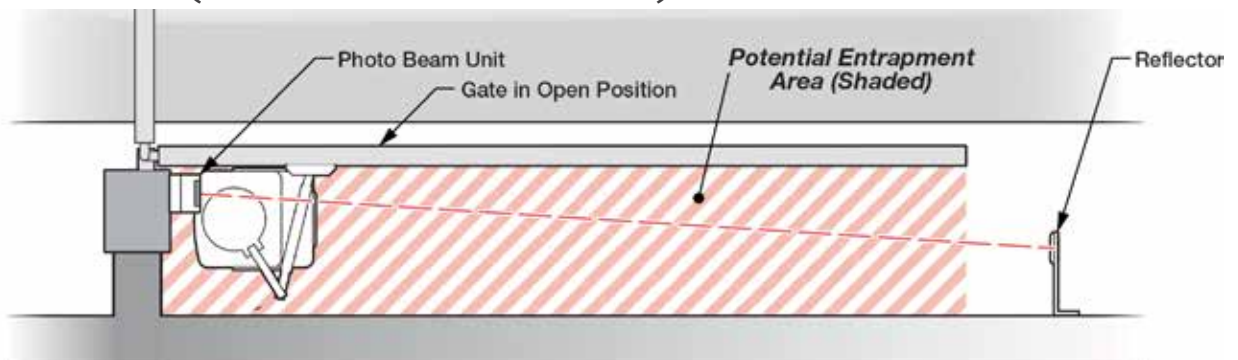 Photo Beam Unit
Gate in Open Position
Potential Entrapment
Area (Shaded)
Reflector